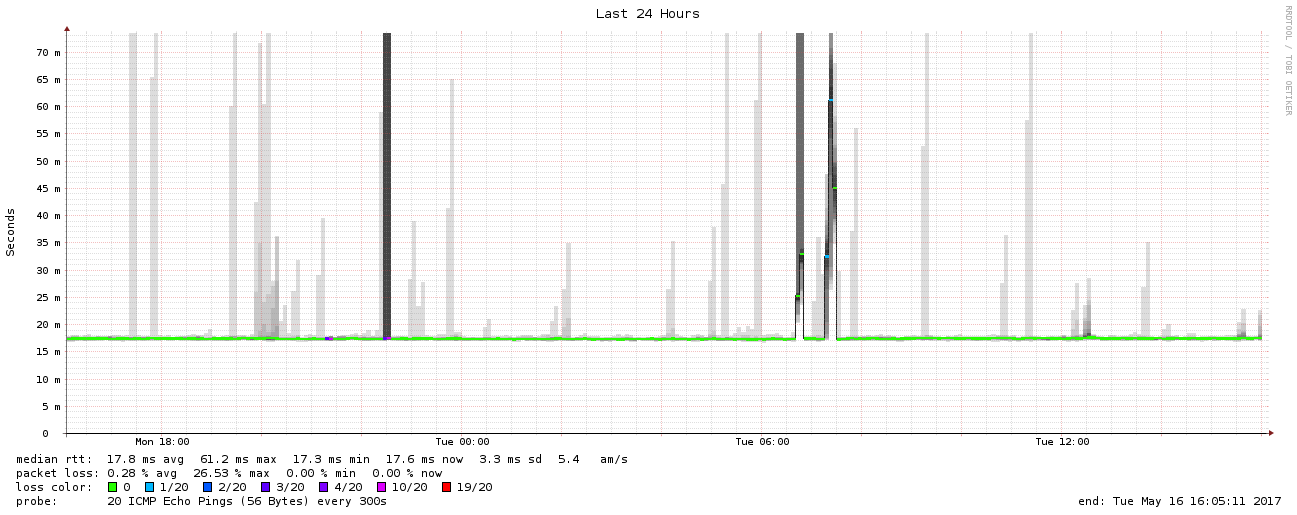 Last 24 Hours
RRDTOOL / TOBI OETIKER
Seconds
70 m
65 m
60 m
55 m
50 m
45 m
40 m
35 m
30 m
25 m
20 m
15 m
10 m
5 m
0
Mon 18:00 Tue 00:00 Tue 06:00 Tue 12:00
median rtt: 17.8 ms avg 61.2 ms max 17.3 ms min 17.6 ms now 3.3 ms sd 5.4 am/s
packet loss: 0.28 % avg 26.53 % max 0.00 % min 0.00 % now
loss color: 0 1/20 2/20 3/20 4/20 10/20 19/20
probe: 20 ICMP Echo Pings (56 Bytes) every 300s end: Tue May 16 16:05:11 2017